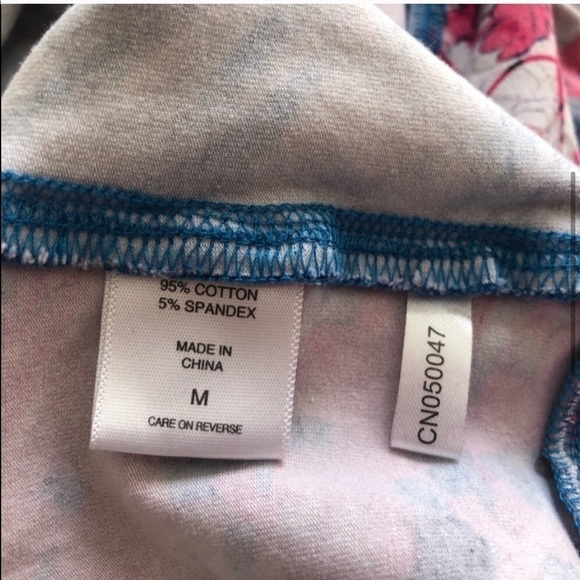 95% COTTON
5% SPANDEX
MADE IN
CHINA
M
CARE ON REVERSE
CN050047